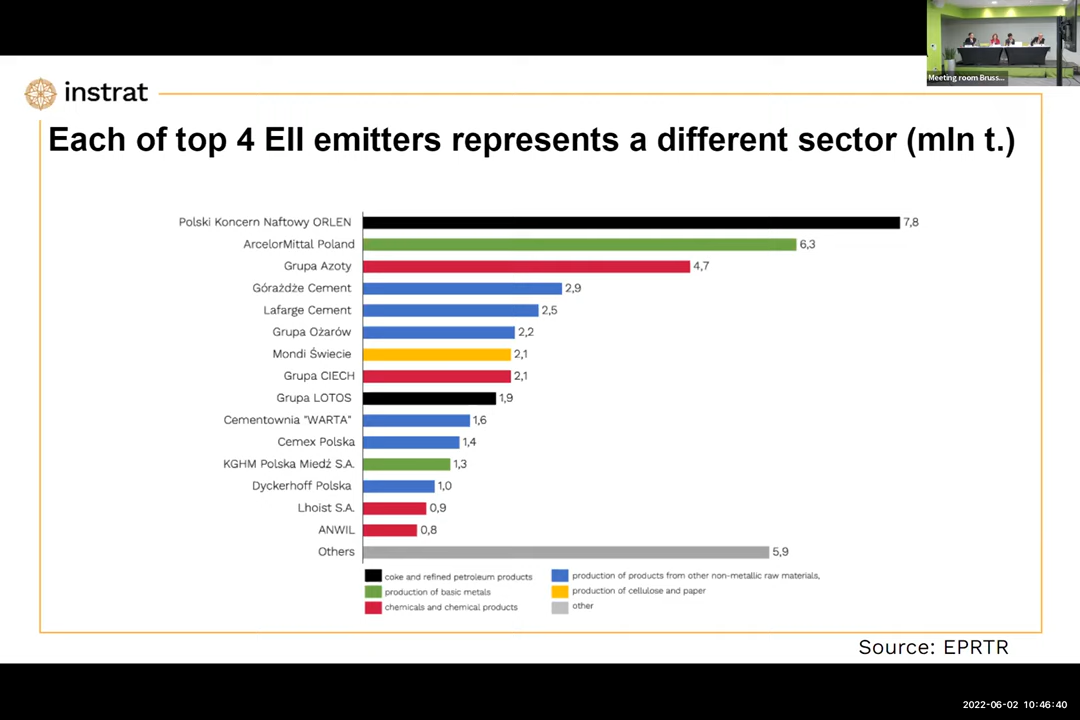 Meeting room Bruss...
instrat
Each of top 4 EII emitters represents a different sector (mln t.)
Polski Koncern Naftowy ORLEN 7,8
ArcelorMittal Poland 6,3
Grupa Azoty 4,7
Górażdże Cement 2,9
Lafarge Cement 2,5
Grupa Ożarów 2,2
Mondi Świecie 2,1
Grupa CIECH 2,1
Grupa LOTOS 1,9
Cementownia "WARTA" 1,6
Cemex Polska 1,4
KGHM Polska Miedź S.A. 1,3
Dyckerhoff Polska 1,0
Lhoist S.A. 0,9
ANWIL 0,8
Others 5,9
coke and refined petroleum products
production of basic metals
chemicals and chemical products
production of products from other non-metallic raw materials,
production of cellulose and paper
other
Source: EPRTR
2022-06-02 10:46:40